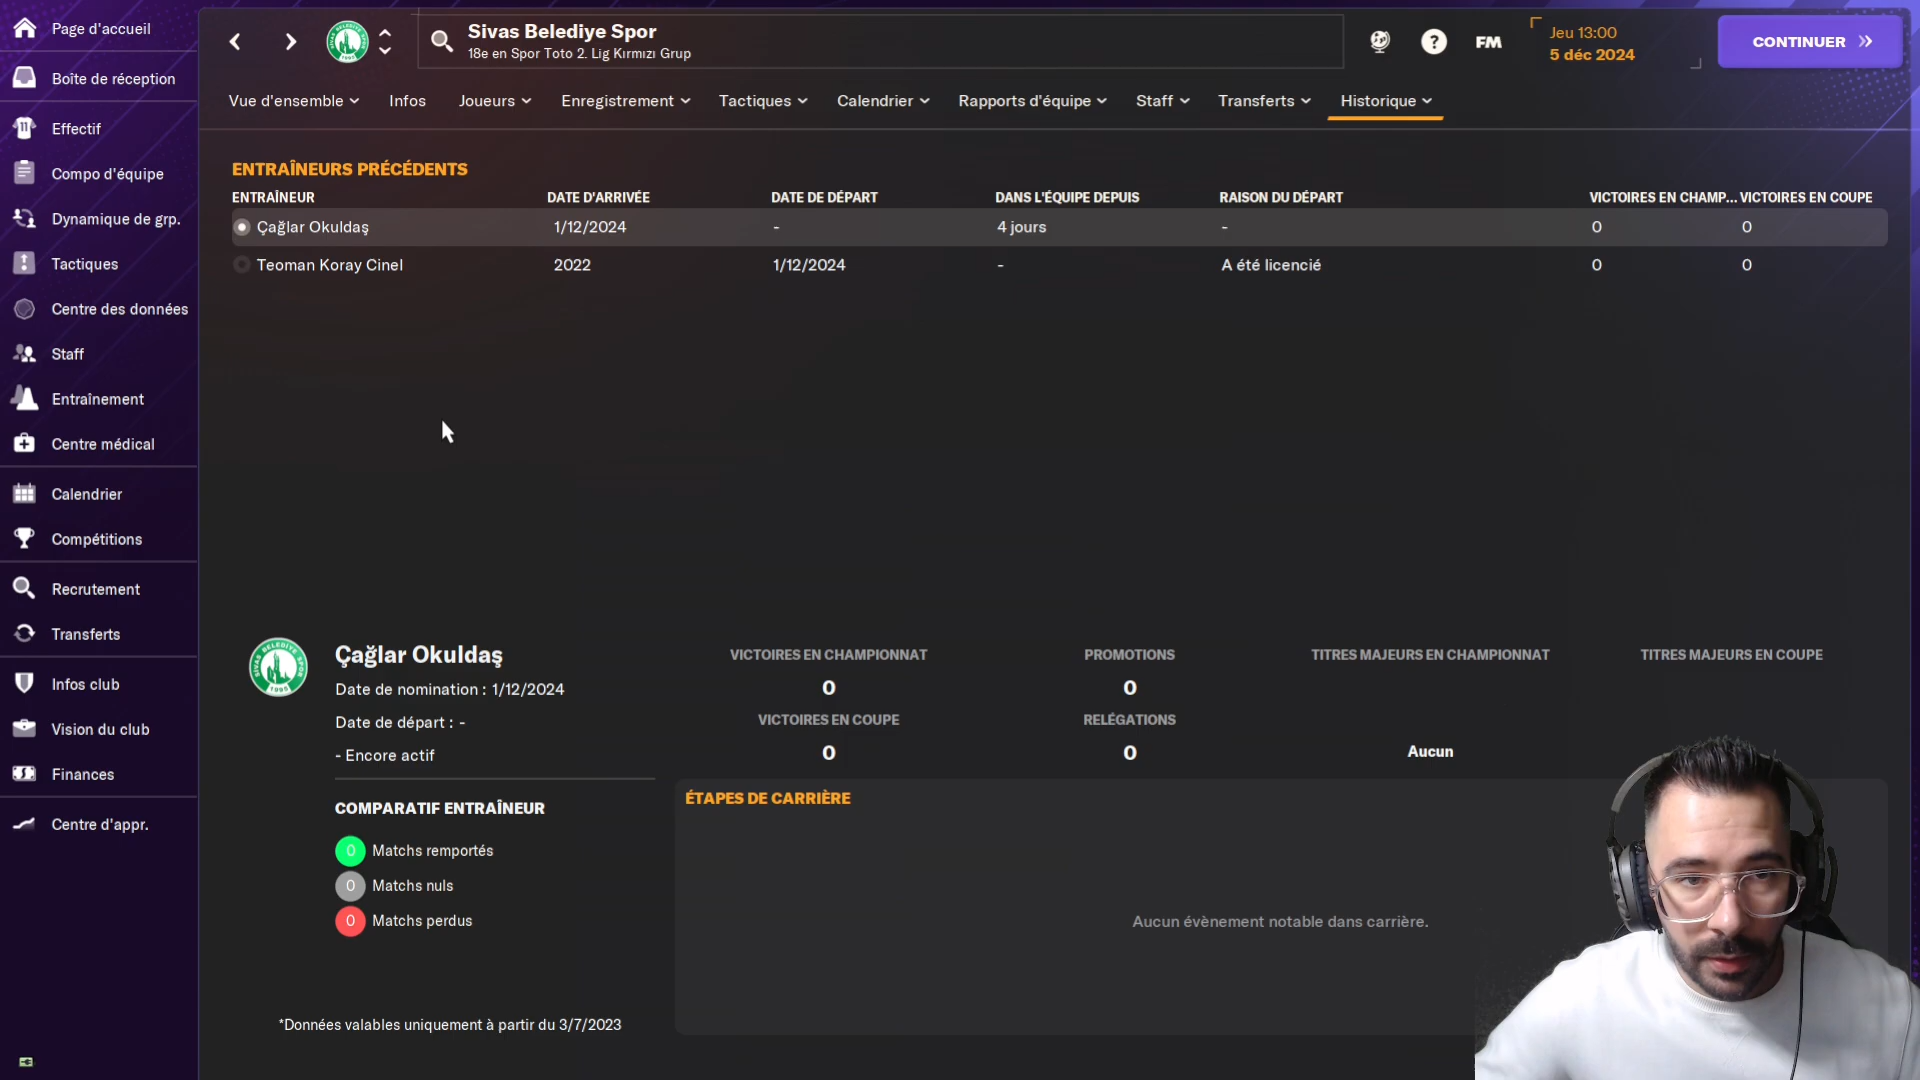 Page d'accueil
Boîte de réception
Effectif
Compo d'équipe
Dynamique de grp.
Tactiques
Centre des données
Staff
Entraînement
Centre médical
Calendrier
Compétitions
Recrutement
Transferts
Infos club
Vision du club
Finances
Centre d'appr.
Sivas Belediye Spor
18e en Spor Toto 2. Lig Kırmızı Grup
?
FM
Jeu 13:00
5 déc 2024
CONTINUER
Vue d'ensemble Infos Joueurs Enregistrement Tactiques Calendrier Rapports d'équipe Staff Transferts Historique
ENTRAÎNEURS PRÉCÉDENTS
ENTRAÎNEUR DATE D'ARRIVÉE DATE DE DÉPART DANS L'ÉQUIPE DEPUIS RAISON DU DÉPART VICTOIRES EN CHAMP... VICTOIRES EN COUPE
Çağlar Okuldaş 1/12/2024 - 4 jours - 0 0
Teoman Koray Cinel 2022 1/12/2024 - A été licencié 0 0
Çağlar Okuldaş
Date de nomination : 1/12/2024
Date de départ : -
- Encore actif
VICTOIRES EN CHAMPIONNAT PROMOTIONS TITRES MAJEURS EN CHAMPIONNAT TITRES MAJEURS EN COUPE
0 0
VICTOIRES EN COUPE RELÉGATIONS
0 0 Aucun
COMPARATIF ENTRAÎNEUR
0 Matchs remportés
0 Matchs nuls
0 Matchs perdus
*Données valables uniquement à partir du 3/7/2023
ÉTAPES DE CARRIÈRE
Aucun évènement notable dans carrière.